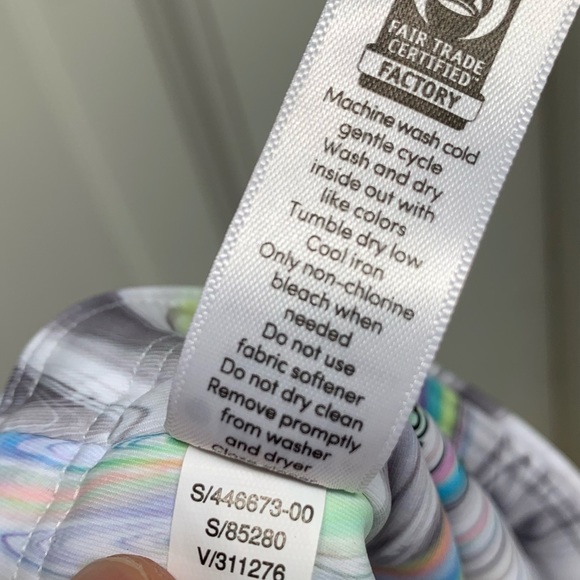 FAIR TRADE
CERTIFIED
FACTORY
Machine wash cold
gentle cycle
Wash and dry
inside out with
like colors
Tumble dry low
Cool iron
Only non-chlorine
bleach when
needed
Do not use
fabric softener
Do not dry clean
Remove promptly
from washer
and dryer
S/446673-00
S/85280
V/311276